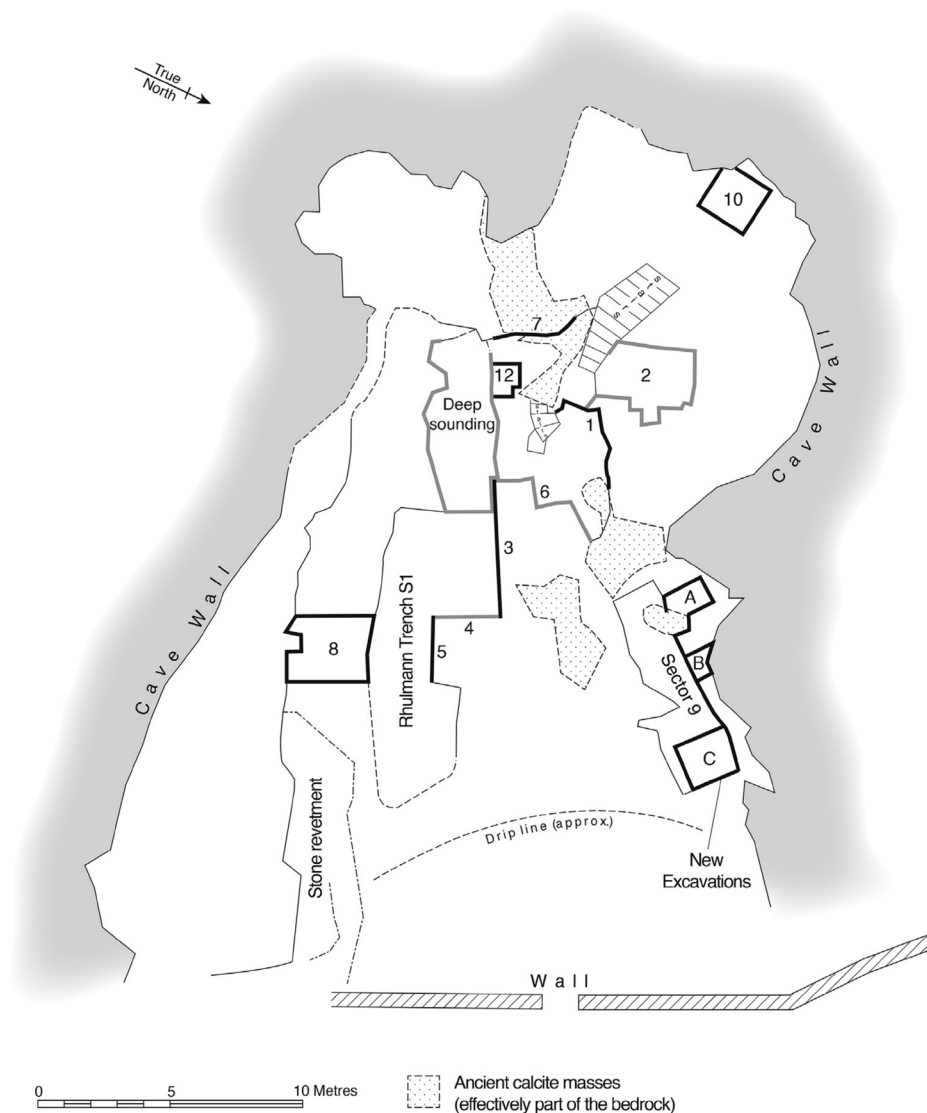 True
North
Cave Wall
10
s t a i r s
7
12
2
Deep
sounding
1
6
3
Cave Wall
Rhulmann Trench S1
4
5
8
A
B
Sector 9
C
Stone revetment
Drip line (approx.)
New
Excavations
Wall
0
5
10 Metres
Ancient calcite masses
(effectively part of the bedrock)